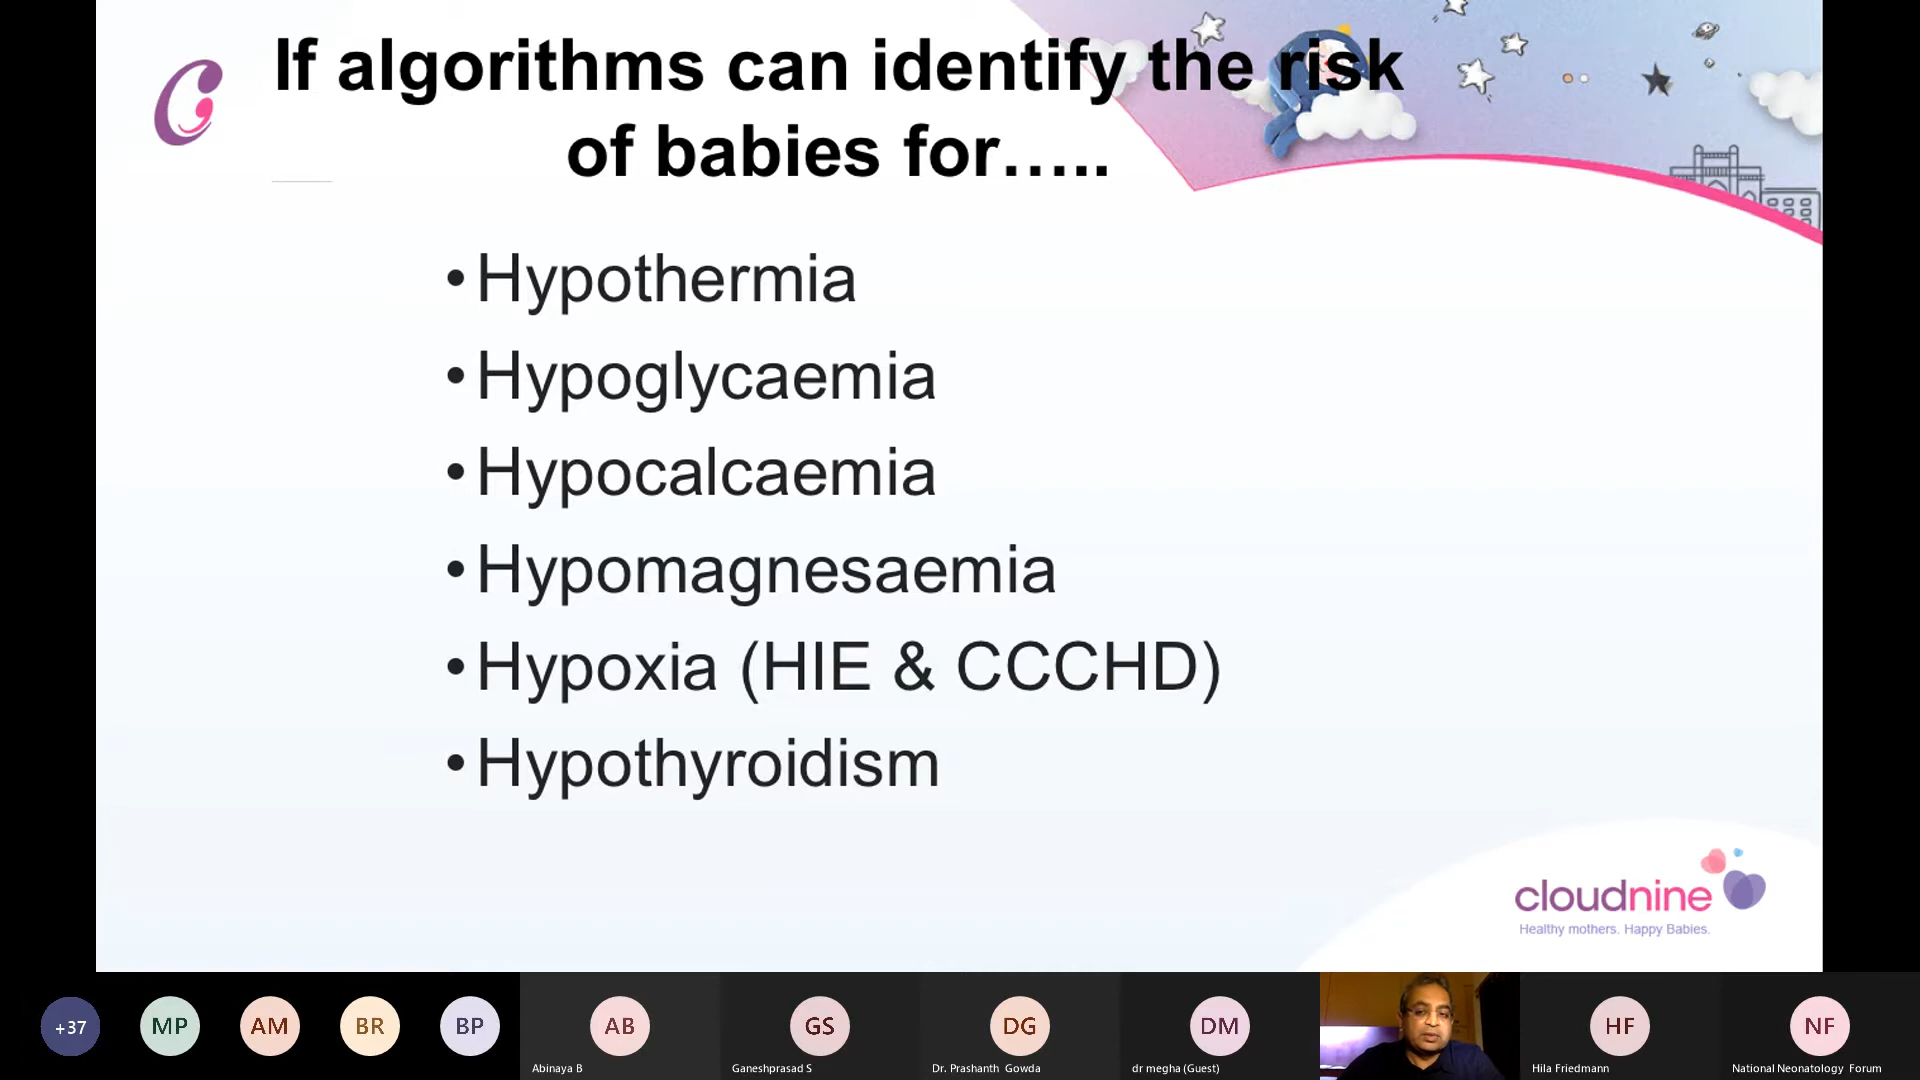 If algorithms can identify the risk
of babies for.....
•Hypothermia
•Hypoglycaemia
•Hypocalcaemia
•Hypomagnesaemia
•Hypoxia (HIE & CCCHD)
•Hypothyroidism
cloudnine
Healthy mothers. Happy Babies.
+37
MP
AM
BR
BP
AB
GS
DG
DM
HF
NF
Abinaya B
Ganeshprasad S
Dr. Prashanth Gowda
dr megha (Guest)
Hila Friedmann
National Neonatology Forum